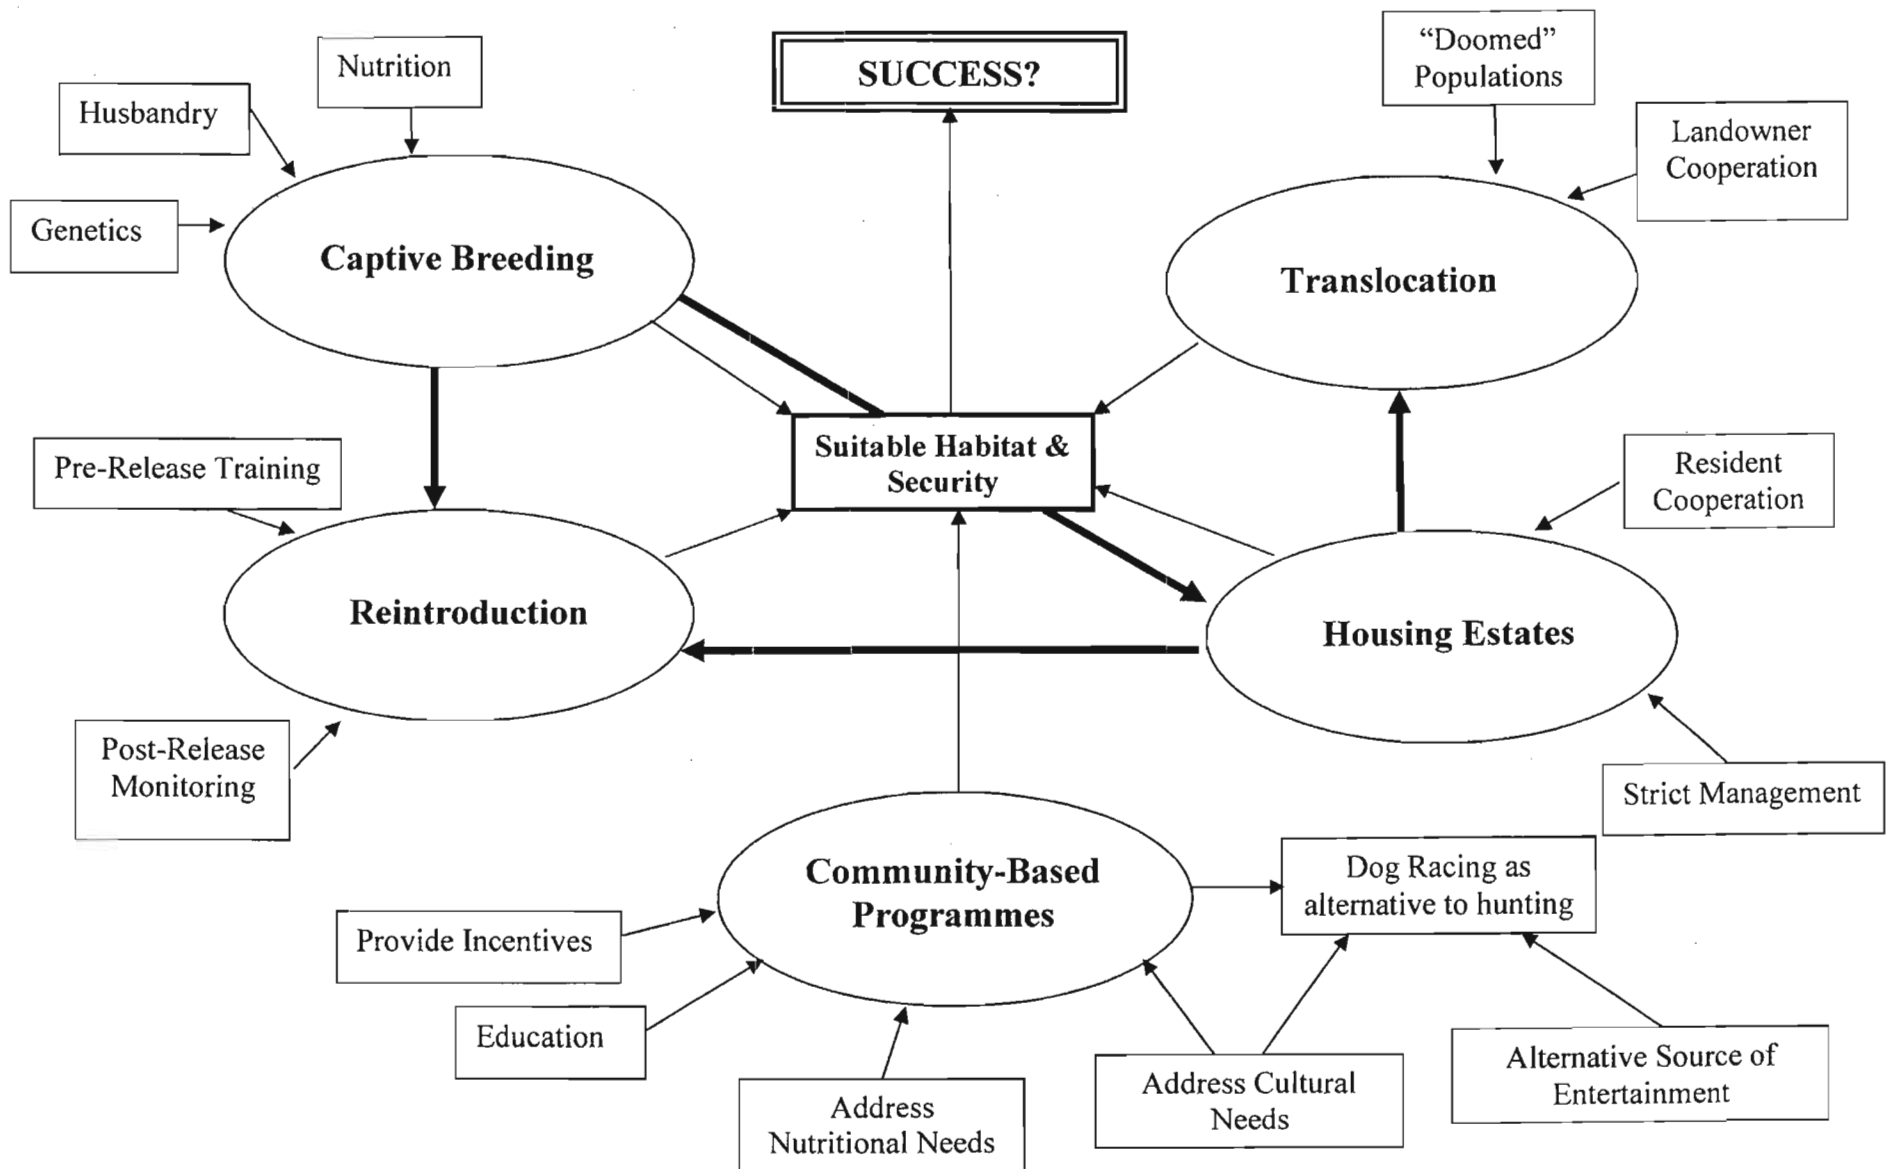 Nutrition
SUCCESS?
“Doomed”
Populations
Husbandry
Landowner
Cooperation
Genetics
Captive Breeding
Translocation
Suitable Habitat &
Security
Pre-Release Training
Resident
Cooperation
Reintroduction
Housing Estates
Post-Release
Monitoring
Strict Management
Community-Based
Programmes
Dog Racing as
alternative to hunting
Provide Incentives
Education
Address
Nutritional Needs
Address Cultural
Needs
Alternative Source of
Entertainment